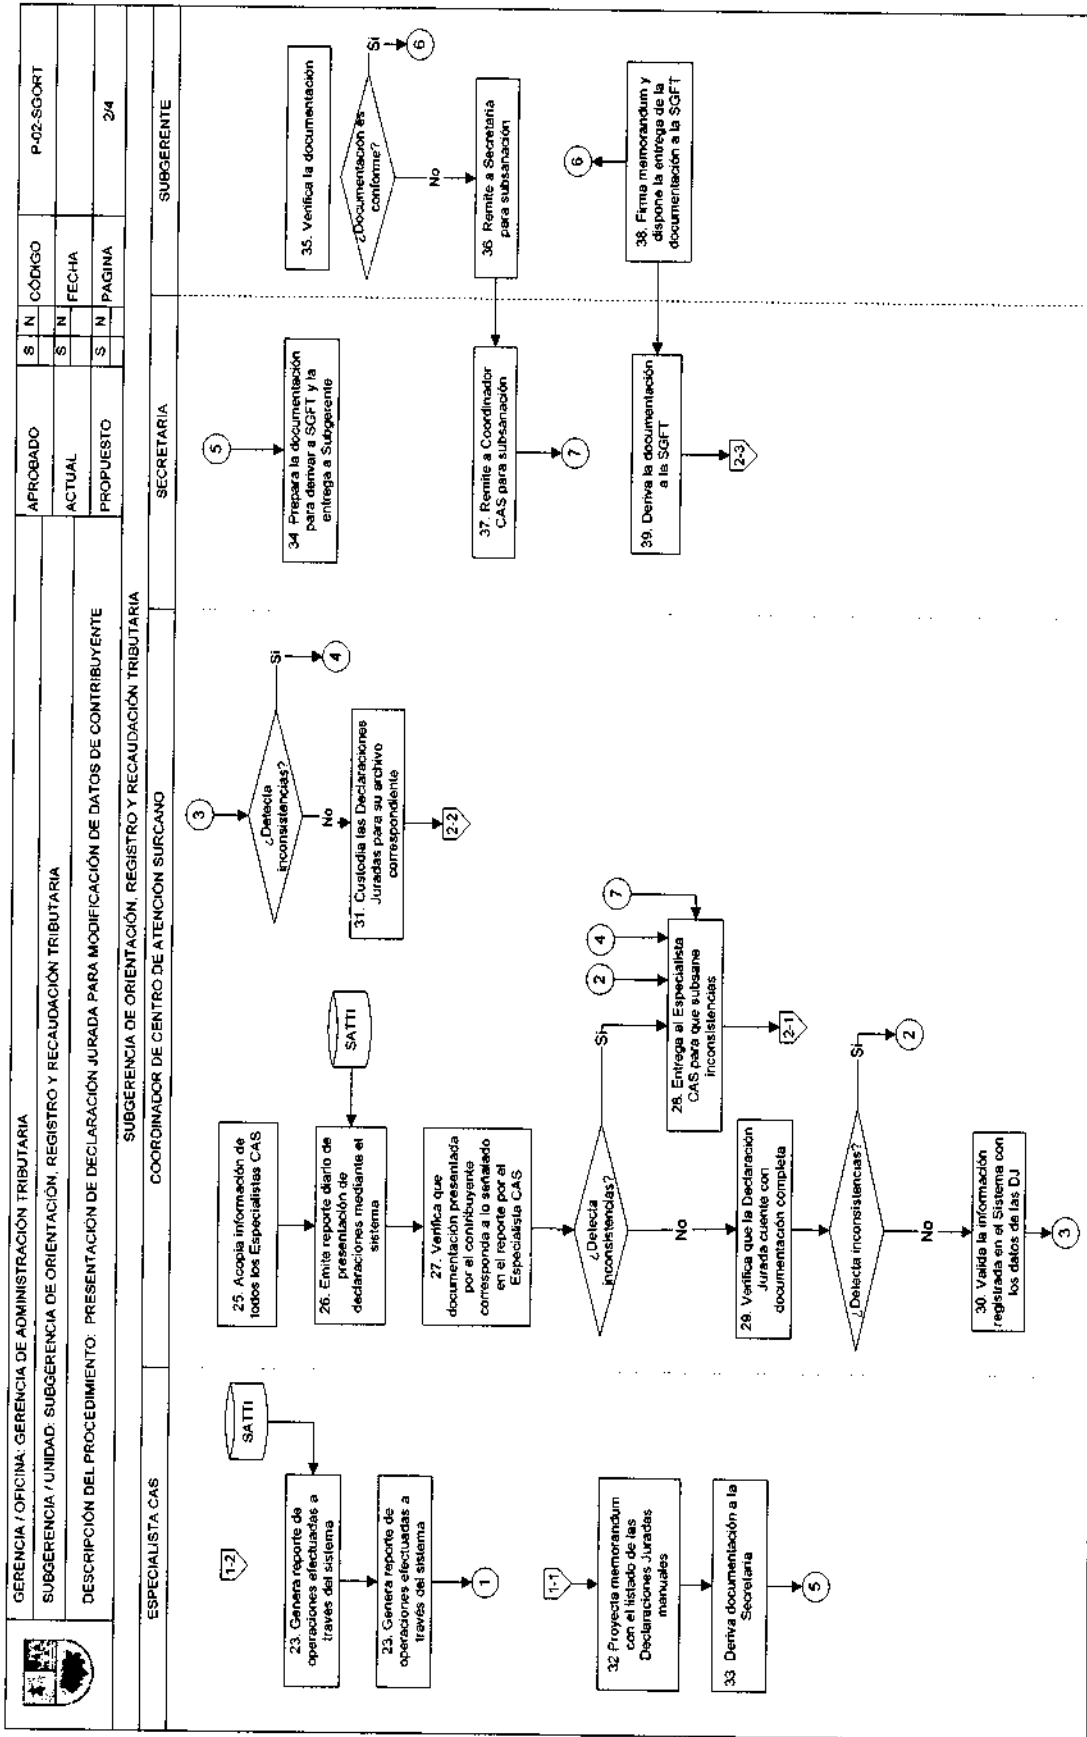 GERENCIA / OFICINA: GERENCIA DE ADMINISTRACIÓN TRIBUTARIA
SUBGERENCIA / UNIDAD: SUBGERENCIA DE ORIENTACIÓN, REGISTRO Y RECAUDACIÓN TRIBUTARIA
DESCRIPCIÓN DEL PROCEDIMIENTO: PRESENTACIÓN DE DECLARACIÓN JURADA PARA MODIFICACIÓN DE DATOS DE CONTRIBUYENTE
APROBADO S N CÓDIGO P-02-SGORT
ACTUAL S N FECHA
PROPUESTO S N PAGINA 2/4
SUBGERENCIA DE ORIENTACIÓN, REGISTRO Y RECAUDACIÓN TRIBUTARIA
ESPECIALISTA CAS
COORDINADOR DE CENTRO DE ATENCIÓN SURCANO
SECRETARIA
SUBGERENTE
1-2
SATTI
23. Genera reporte de
operaciones efectuadas a
través del sistema
23. Genera reporte de
operaciones efectuadas a
través del sistema
1
1-1
32 Proyecta memorandum
con el listado de las
Declaraciones Juradas
manuales
33 Deriva documentación a la
Secretaria
5
25. Acopia información de
todos los Especialistas CAS
SATTI
26. Emite reporte diario de
presentación de
declaraciones mediante el
sistema
27. Verifica que
documentación presentada
por el contribuyente
corresponda a lo señalado
en el reporte por el
Especialista CAS
¿Detecta
inconsistencias?
Si
No
2
4
7
28. Entrega al Especialista
CAS para que subsane
inconsistencias
2-1
29. Verifica que la Declaración
Jurada cuente con
documentación completa
¿Detecta inconsistencias?
Si
2
No
30. Valida la información
registrada en el Sistema con
los datos de las DJ
3
3
¿Detecta
inconsistencias?
Si
4
No
31. Custodia las Declaraciones
Juradas para su archivo
correspondiente
2-2
5
34 Prepara la documentación
para derivar a SGFT y la
entrega a Subgerente
37. Remite a Coordinador
CAS para subsanación
7
39. Deriva la documentación
a la SGFT
2-3
35. Verifica la documentación
¿Documentación es
conforme?
Si
6
No
36 Remite a Secretaria
para subsanación
6
38. Firma memorandum y
dispone la entrega de la
documentación a la SGFT